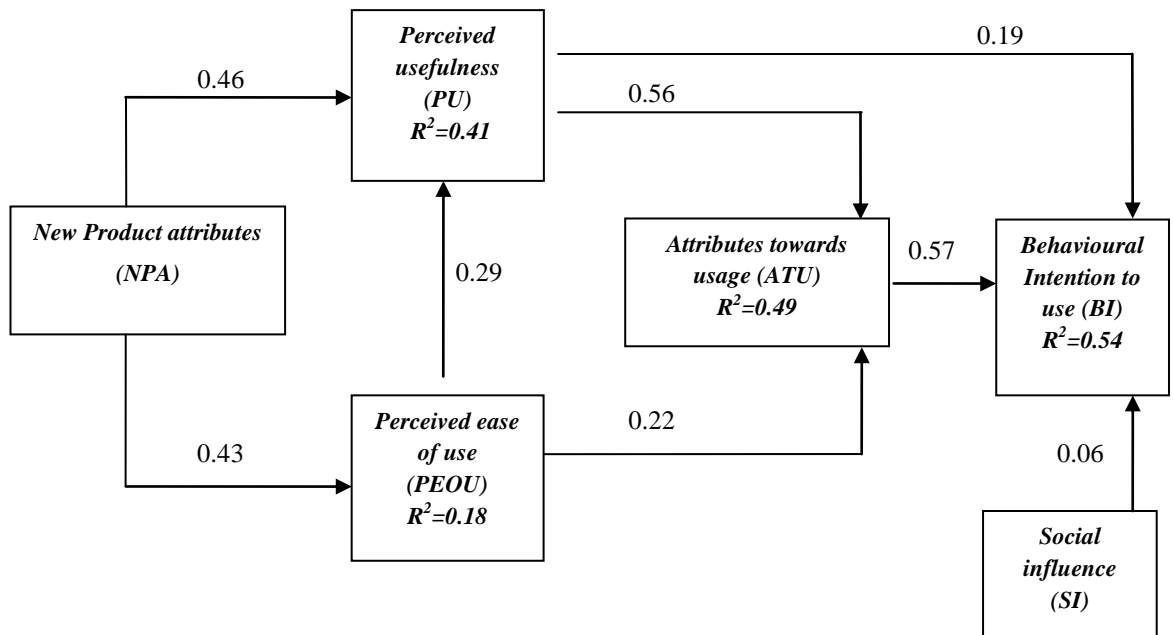 Perceived
usefulness
(PU)
R²=0.41
0.19
0.46
0.56
New Product attributes
(NPA)
0.29
Attributes towards
usage (ATU)
R²=0.49
0.57
Behavioural
Intention to
use (BI)
R²=0.54
0.43
Perceived ease
of use
(PEOU)
R²=0.18
0.22
0.06
Social
influence
(SI)